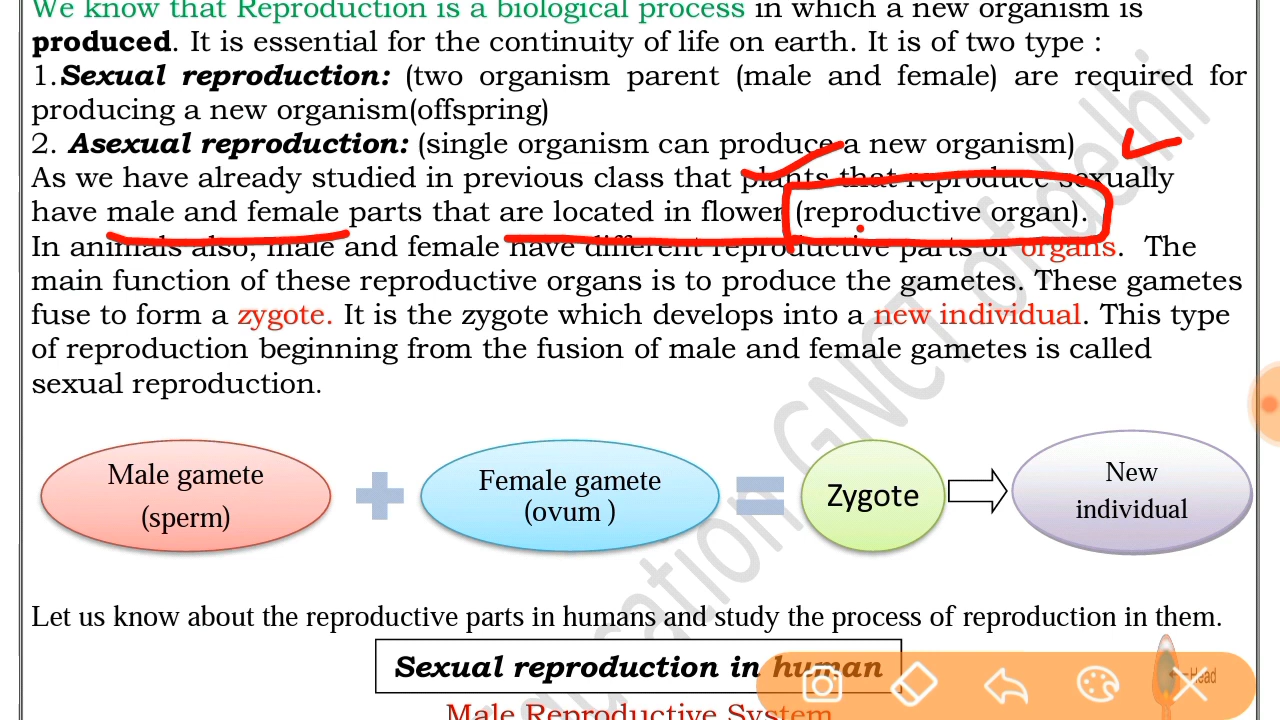 We know that Reproduction is a biological process in which a new organism is
produced. It is essential for the continuity of life on earth. It is of two type :
1.Sexual reproduction: (two organism parent (male and female) are required for
producing a new organism(offspring)
2. Asexual reproduction: (single organism can produce a new organism)
As we have already studied in previous class that plants that reproduce sexually
have male and female parts that are located in flower (reproductive organ).
In animals also, male and female have different reproductive parts or organs. The
main function of these reproductive organs is to produce the gametes. These gametes
fuse to form a zygote. It is the zygote which develops into a new individual. This type
of reproduction beginning from the fusion of male and female gametes is called
sexual reproduction.
Male gamete
(sperm)
Female gamete
(ovum )
Zygote
New
individual
Let us know about the reproductive parts in humans and study the process of reproduction in them.
Sexual reproduction in human
Head
Male Reproductive System
GNCT of delhi